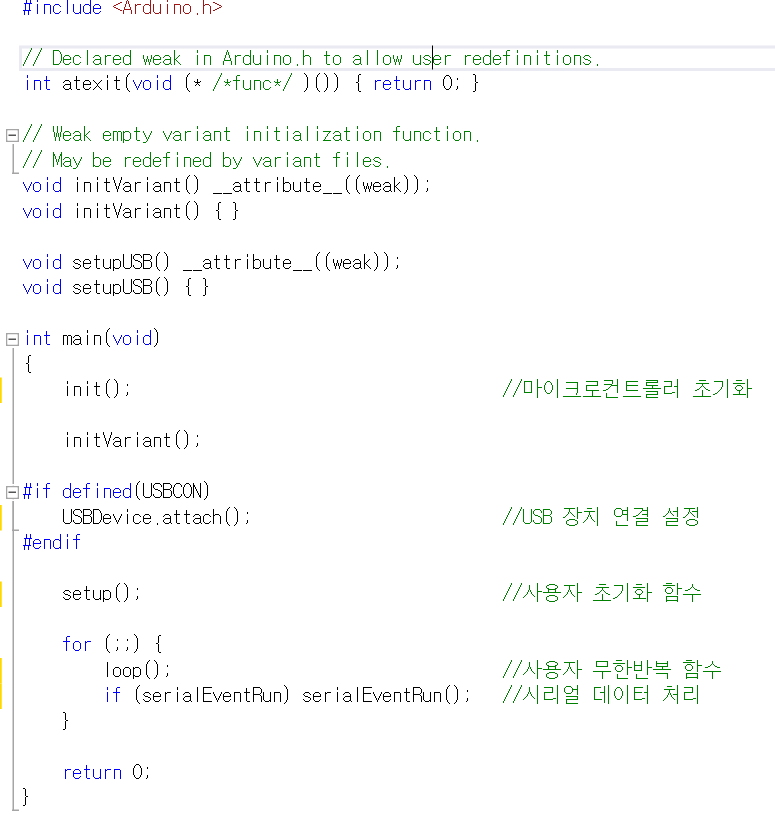 #include <Arduino.h>
// Declared weak in Arduino.h to allow user redefinitions.
int atexit(void (* /*func*/ )()) { return 0; }
// Weak empty variant initialization function.
// May be redefined by variant files.
void initVariant() __attribute__((weak));
void initVariant() { }
void setupUSB() __attribute__((weak));
void setupUSB() { }
int main(void)
{
init(); //마이크로컨트롤러 초기화
initVariant();
#if defined(USBCON)
USBDevice.attach(); //USB 장치 연결 설정
#endif
setup(); //사용자 초기화 함수
for (;;) {
loop(); //사용자 무한반복 함수
if (serialEventRun) serialEventRun(); //시리얼 데이터 처리
}
return 0;
}